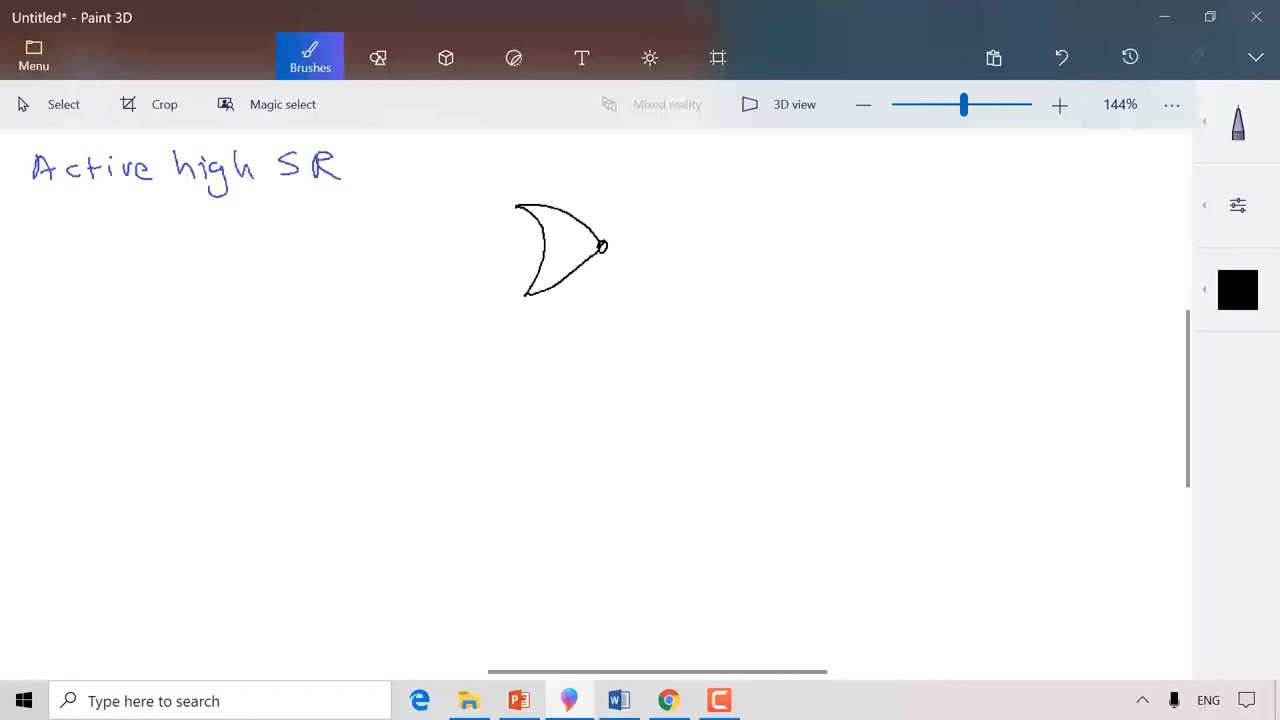 Untitled* - Paint 3D
Menu
Brushes
Select
Crop
Magic select
Mixed reality
3D view
144%
Active high SR
Type here to search
ENG